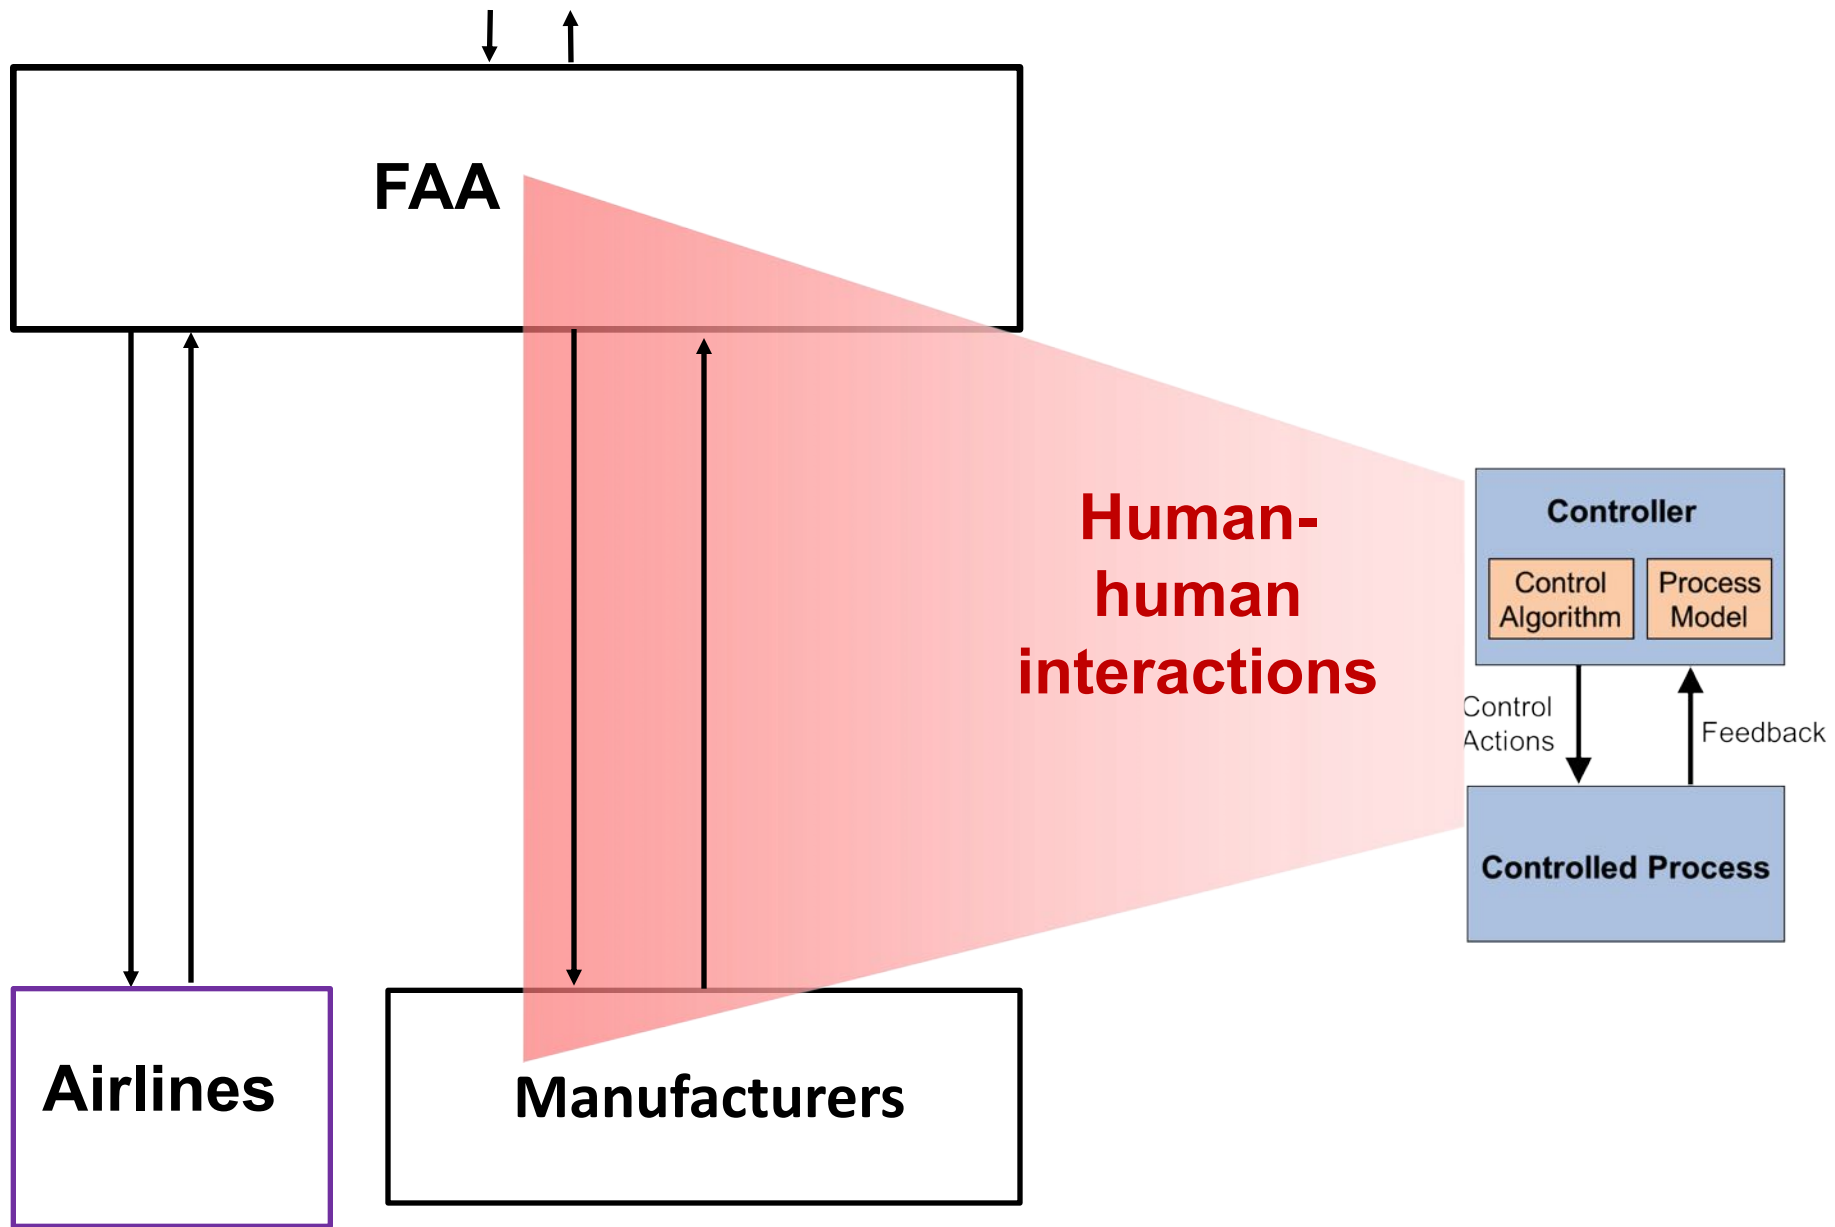 FAA
Human-
human
interactions
Controller
Control
Algorithm
Process
Model
Control
Actions
Feedback
Controlled Process
Airlines
Manufacturers